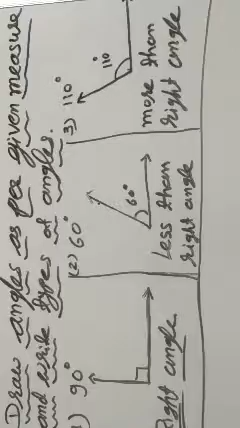 Draw angles as per given measure
and write types of angles.
1) 90°
Right angle
(2) 60°
60°
Less than
right angle
3) 110°
110
more than
right angle